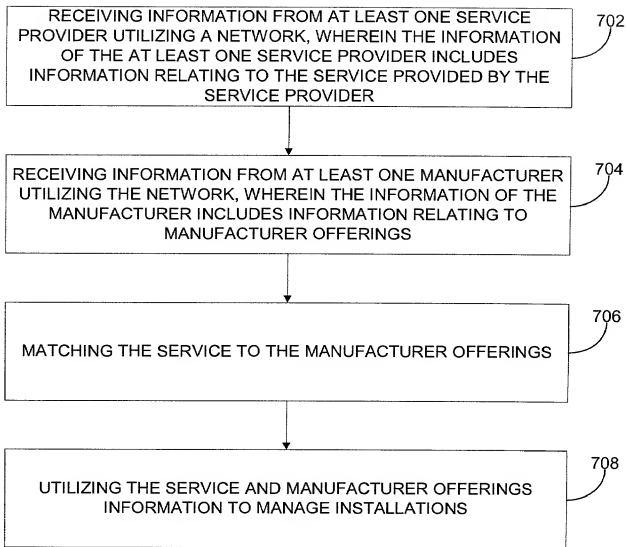 RECEIVING INFORMATION FROM AT LEAST ONE SERVICE
PROVIDER UTILIZING A NETWORK, WHEREIN THE INFORMATION
OF THE AT LEAST ONE SERVICE PROVIDER INCLUDES
INFORMATION RELATING TO THE SERVICE PROVIDED BY THE
SERVICE PROVIDER
702
RECEIVING INFORMATION FROM AT LEAST ONE MANUFACTURER
UTILIZING THE NETWORK, WHEREIN THE INFORMATION OF THE
MANUFACTURER INCLUDES INFORMATION RELATING TO
MANUFACTURER OFFERINGS
704
MATCHING THE SERVICE TO THE MANUFACTURER OFFERINGS
706
UTILIZING THE SERVICE AND MANUFACTURER OFFERINGS
INFORMATION TO MANAGE INSTALLATIONS
708